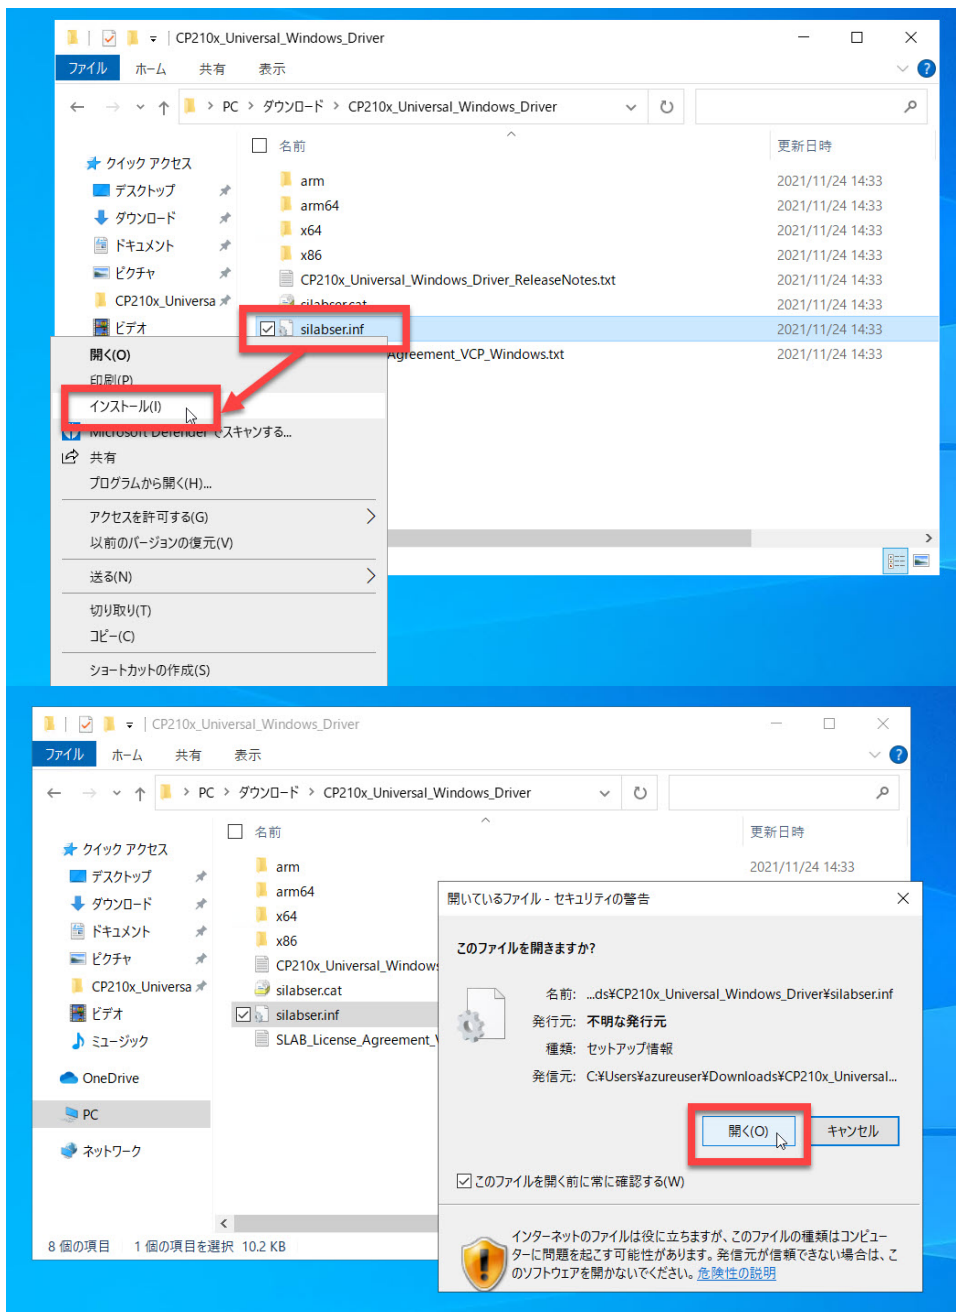 CP210x_Universal_Windows_Driver
ファイル ホーム 共有 表示
PC > ダウンロード > CP210x_Universal_Windows_Driver
名前 更新日時
クイック アクセス
デスクトップ
ダウンロード
ドキュメント
ピクチャ
CP210x_Universa
ビデオ
arm 2021/11/24 14:33
arm64 2021/11/24 14:33
x64 2021/11/24 14:33
x86 2021/11/24 14:33
CP210x_Universal_Windows_Driver_ReleaseNotes.txt 2021/11/24 14:33
silabser.cat 2021/11/24 14:33
silabser.inf 2021/11/24 14:33
Agreement_VCP_Windows.txt 2021/11/24 14:33
開く(O)
印刷(P)
インストール(I)
Microsoft Defender でスキャンする...
共有
プログラムから開く(H)...
アクセスを許可する(G)
以前のバージョンの復元(V)
送る(N)
切り取り(T)
コピー(C)
ショートカットの作成(S)
CP210x_Universal_Windows_Driver
ファイル ホーム 共有 表示
PC > ダウンロード > CP210x_Universal_Windows_Driver
名前 更新日時
クイック アクセス
デスクトップ
ダウンロード
ドキュメント
ピクチャ
CP210x_Universa
ビデオ
ミュージック
OneDrive
PC
ネットワーク
arm 2021/11/24 14:33
arm64
x64
x86
CP210x_Universal_Windows
silabser.cat
silabser.inf
SLAB_License_Agreement_V
8 個の項目 1 個の項目を選択 10.2 KB
開いているファイル - セキュリティの警告
このファイルを開きますか?
名前: ...ds¥CP210x_Universal_Windows_Driver¥silabser.inf
発行元: 不明な発行元
種類: セットアップ情報
発信元: C:¥Users¥azureuser¥Downloads¥CP210x_Universal...
開く(O) キャンセル
このファイルを開く前に常に確認する(W)
インターネットのファイルは役に立ちますが、このファイルの種類はコンピュー
ターに問題を起こす可能性があります。発信元が信頼できない場合は、こ
のソフトウェアを開かないでください。危険性の説明